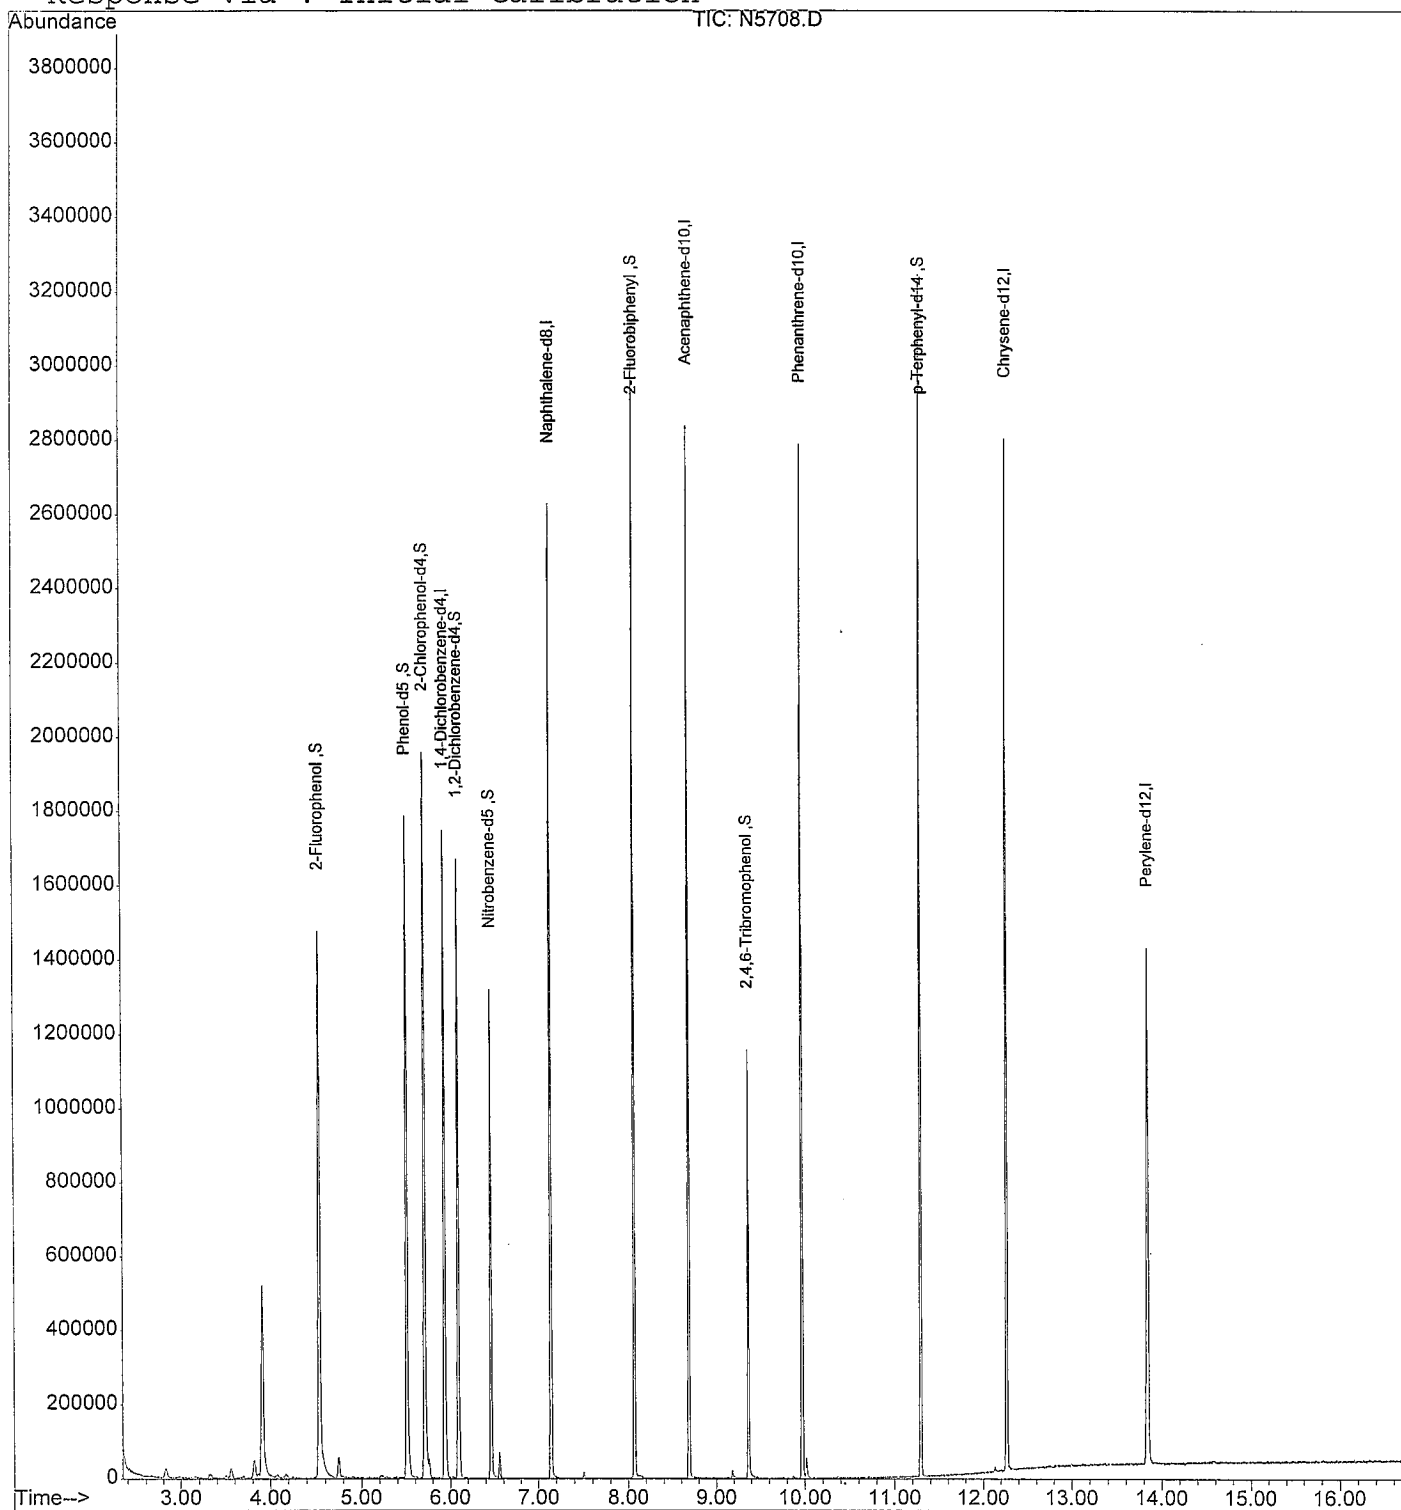 Response via : Initial Calibration
Abundance
TIC: N5708.D
3800000
3600000
3400000
3200000
3000000
2800000
2600000
2400000
2200000
2000000
1800000
1600000
1400000
1200000
1000000
800000
600000
400000
200000
0
2-Fluorophenol ,S
Phenol-d5 ,S
2-Chlorophenol-d4,S
1,4-Dichlorobenzene-d4,I
1,2-Dichlorobenzene-d4,S
Nitrobenzene-d5 ,S
Naphthalene-d8,I
2-Fluorobiphenyl ,S
Acenaphthene-d10,I
2,4,6-Tribromophenol ,S
Phenanthrene-d10,I
p-Terphenyl-d14 ,S
Chrysene-d12,I
Perylene-d12,I
Time--> 3.00 4.00 5.00 6.00 7.00 8.00 9.00 10.00 11.00 12.00 13.00 14.00 15.00 16.00